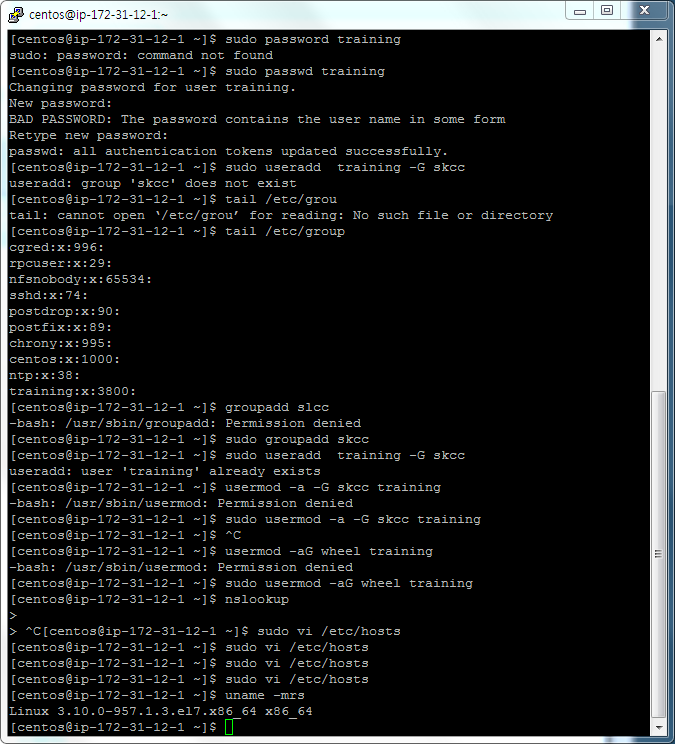 centos@ip-172-31-12-1:~
[centos@ip-172-31-12-1 ~]$ sudo password training
sudo: password: command not found
[centos@ip-172-31-12-1 ~]$ sudo passwd training
Changing password for user training.
New password:
BAD PASSWORD: The password contains the user name in some form
Retype new password:
passwd: all authentication tokens updated successfully.
[centos@ip-172-31-12-1 ~]$ sudo useradd  training -G skcc
useradd: group 'skcc' does not exist
[centos@ip-172-31-12-1 ~]$ tail /etc/grou
tail: cannot open ‘/etc/grou’ for reading: No such file or directory
[centos@ip-172-31-12-1 ~]$ tail /etc/group
cgred:x:996:
rpcuser:x:29:
nfsnobody:x:65534:
sshd:x:74:
postdrop:x:90:
postfix:x:89:
chrony:x:995:
centos:x:1000:
ntp:x:38:
training:x:3800:
[centos@ip-172-31-12-1 ~]$ groupadd slcc
-bash: /usr/sbin/groupadd: Permission denied
[centos@ip-172-31-12-1 ~]$ sudo groupadd skcc
[centos@ip-172-31-12-1 ~]$ sudo useradd  training -G skcc
useradd: user 'training' already exists
[centos@ip-172-31-12-1 ~]$ usermod -a -G skcc training
-bash: /usr/sbin/usermod: Permission denied
[centos@ip-172-31-12-1 ~]$ sudo usermod -a -G skcc training
[centos@ip-172-31-12-1 ~]$ ^C
[centos@ip-172-31-12-1 ~]$ usermod -aG wheel training
-bash: /usr/sbin/usermod: Permission denied
[centos@ip-172-31-12-1 ~]$ sudo usermod -aG wheel training
[centos@ip-172-31-12-1 ~]$ nslookup
>
> ^C[centos@ip-172-31-12-1 ~]$ sudo vi /etc/hosts
[centos@ip-172-31-12-1 ~]$ sudo vi /etc/hosts
[centos@ip-172-31-12-1 ~]$ sudo vi /etc/hosts
[centos@ip-172-31-12-1 ~]$ sudo vi /etc/hosts
[centos@ip-172-31-12-1 ~]$ uname -mrs
Linux 3.10.0-957.1.3.el7.x86_64 x86_64
[centos@ip-172-31-12-1 ~]$